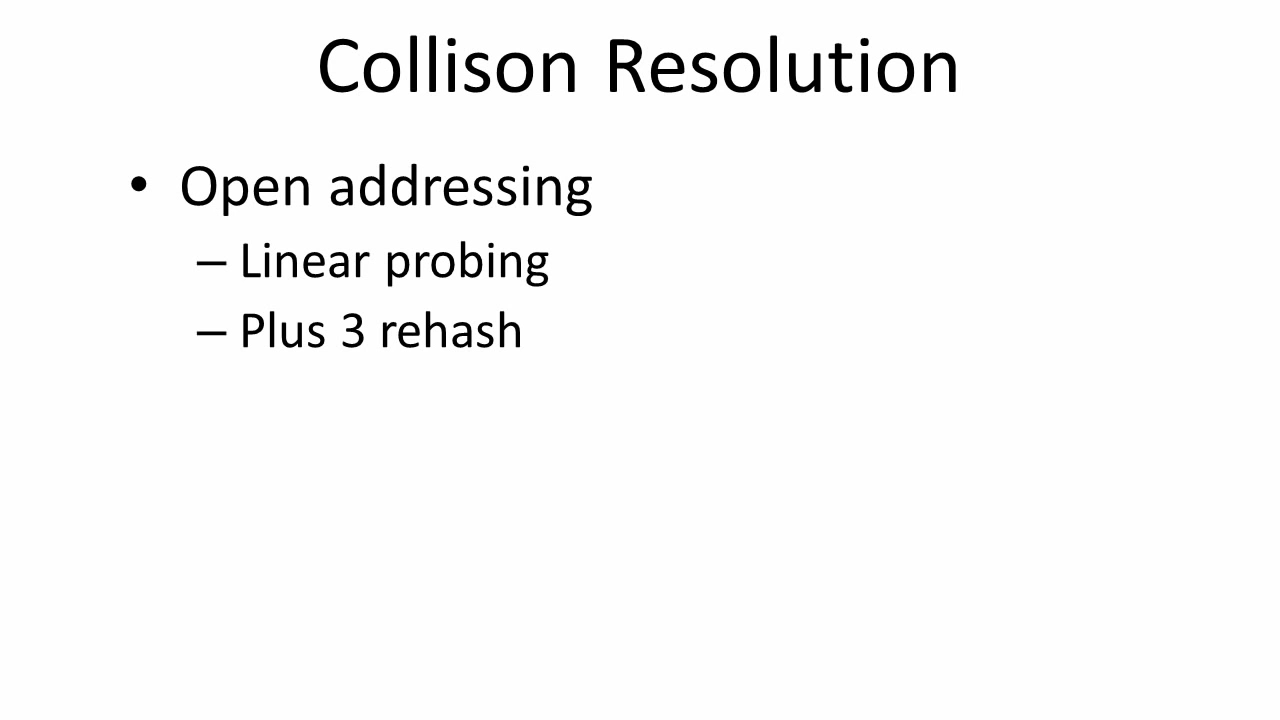 Collison Resolution
• Open addressing
– Linear probing
– Plus 3 rehash